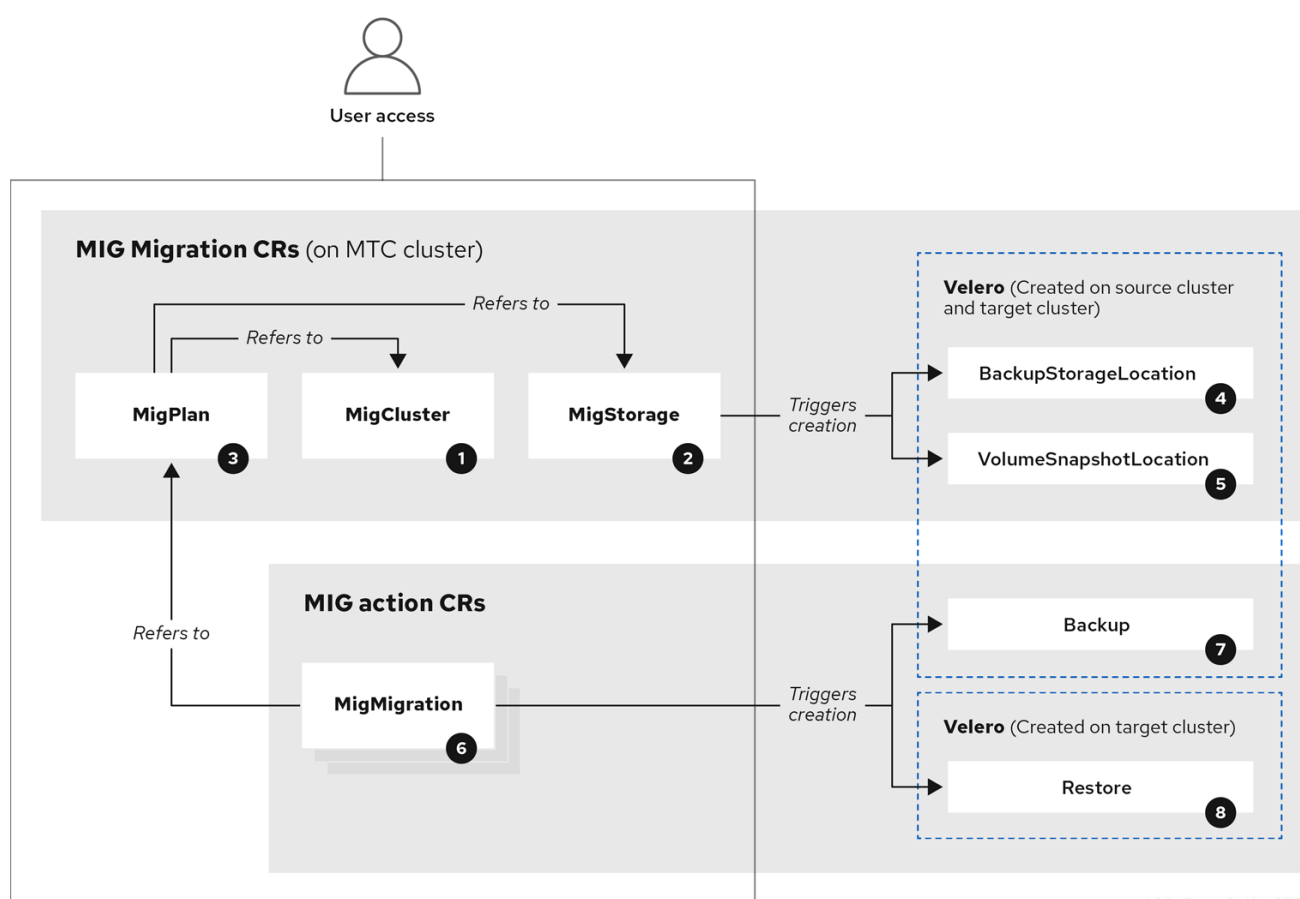 User access
MIG Migration CRs (on MTC cluster)
Refers to
Refers to
MigPlan
3
MigCluster
1
MigStorage
2
Triggers
creation
Velero (Created on source cluster
and target cluster)
BackupStorageLocation
4
VolumeSnapshotLocation
5
Refers to
MIG action CRs
MigMigration
6
Triggers
creation
Backup
7
Velero (Created on target cluster)
Restore
8